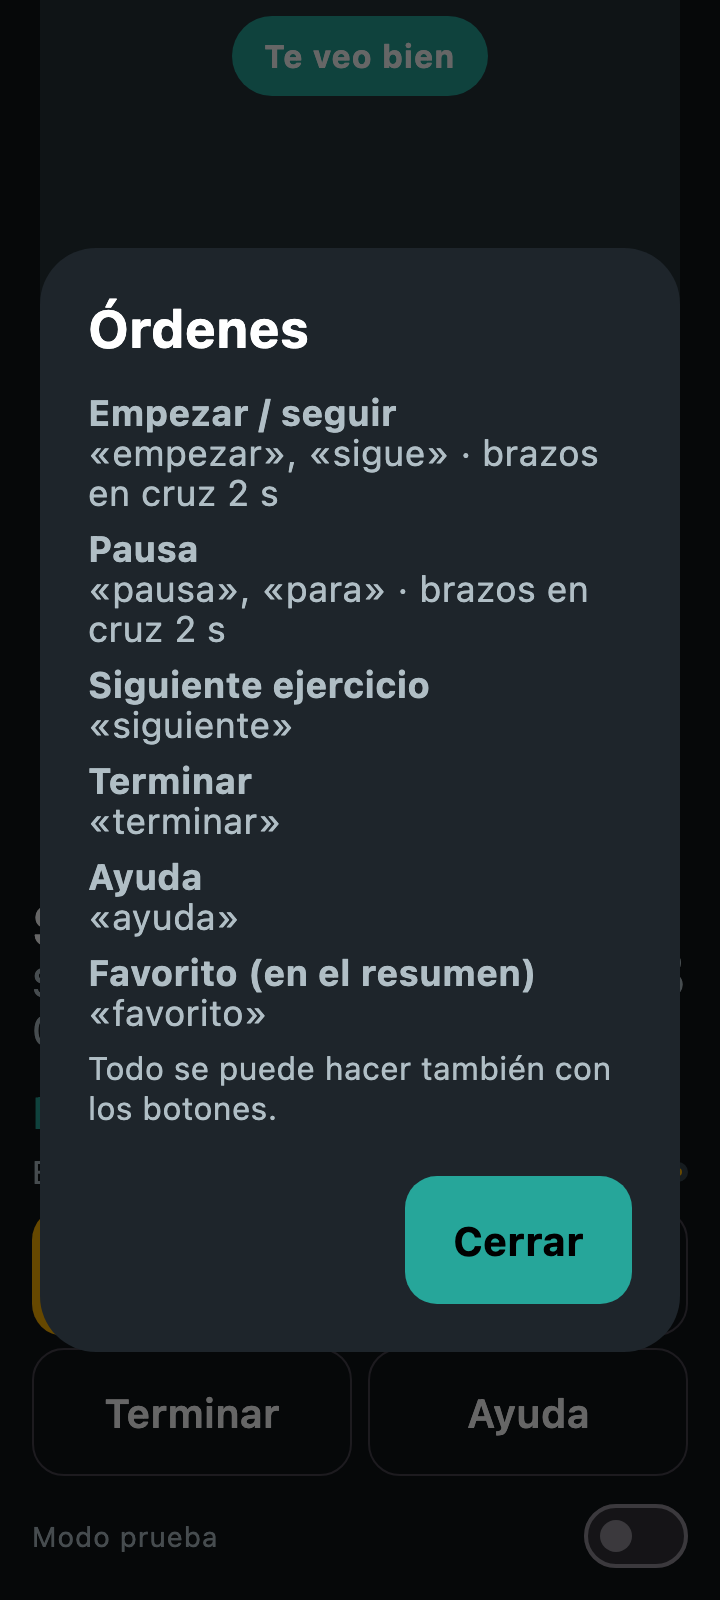 Te veo bien
Órdenes
Empezar / seguir
«empezar», «sigue» · brazos
en cruz 2 s
Pausa
«pausa», «para» · brazos en
cruz 2 s
Siguiente ejercicio
«siguiente»
Terminar
«terminar»
Ayuda
«ayuda»
Favorito (en el resumen)
«favorito»
Todo se puede hacer también con
los botones.
Cerrar
Terminar
Ayuda
Modo prueba